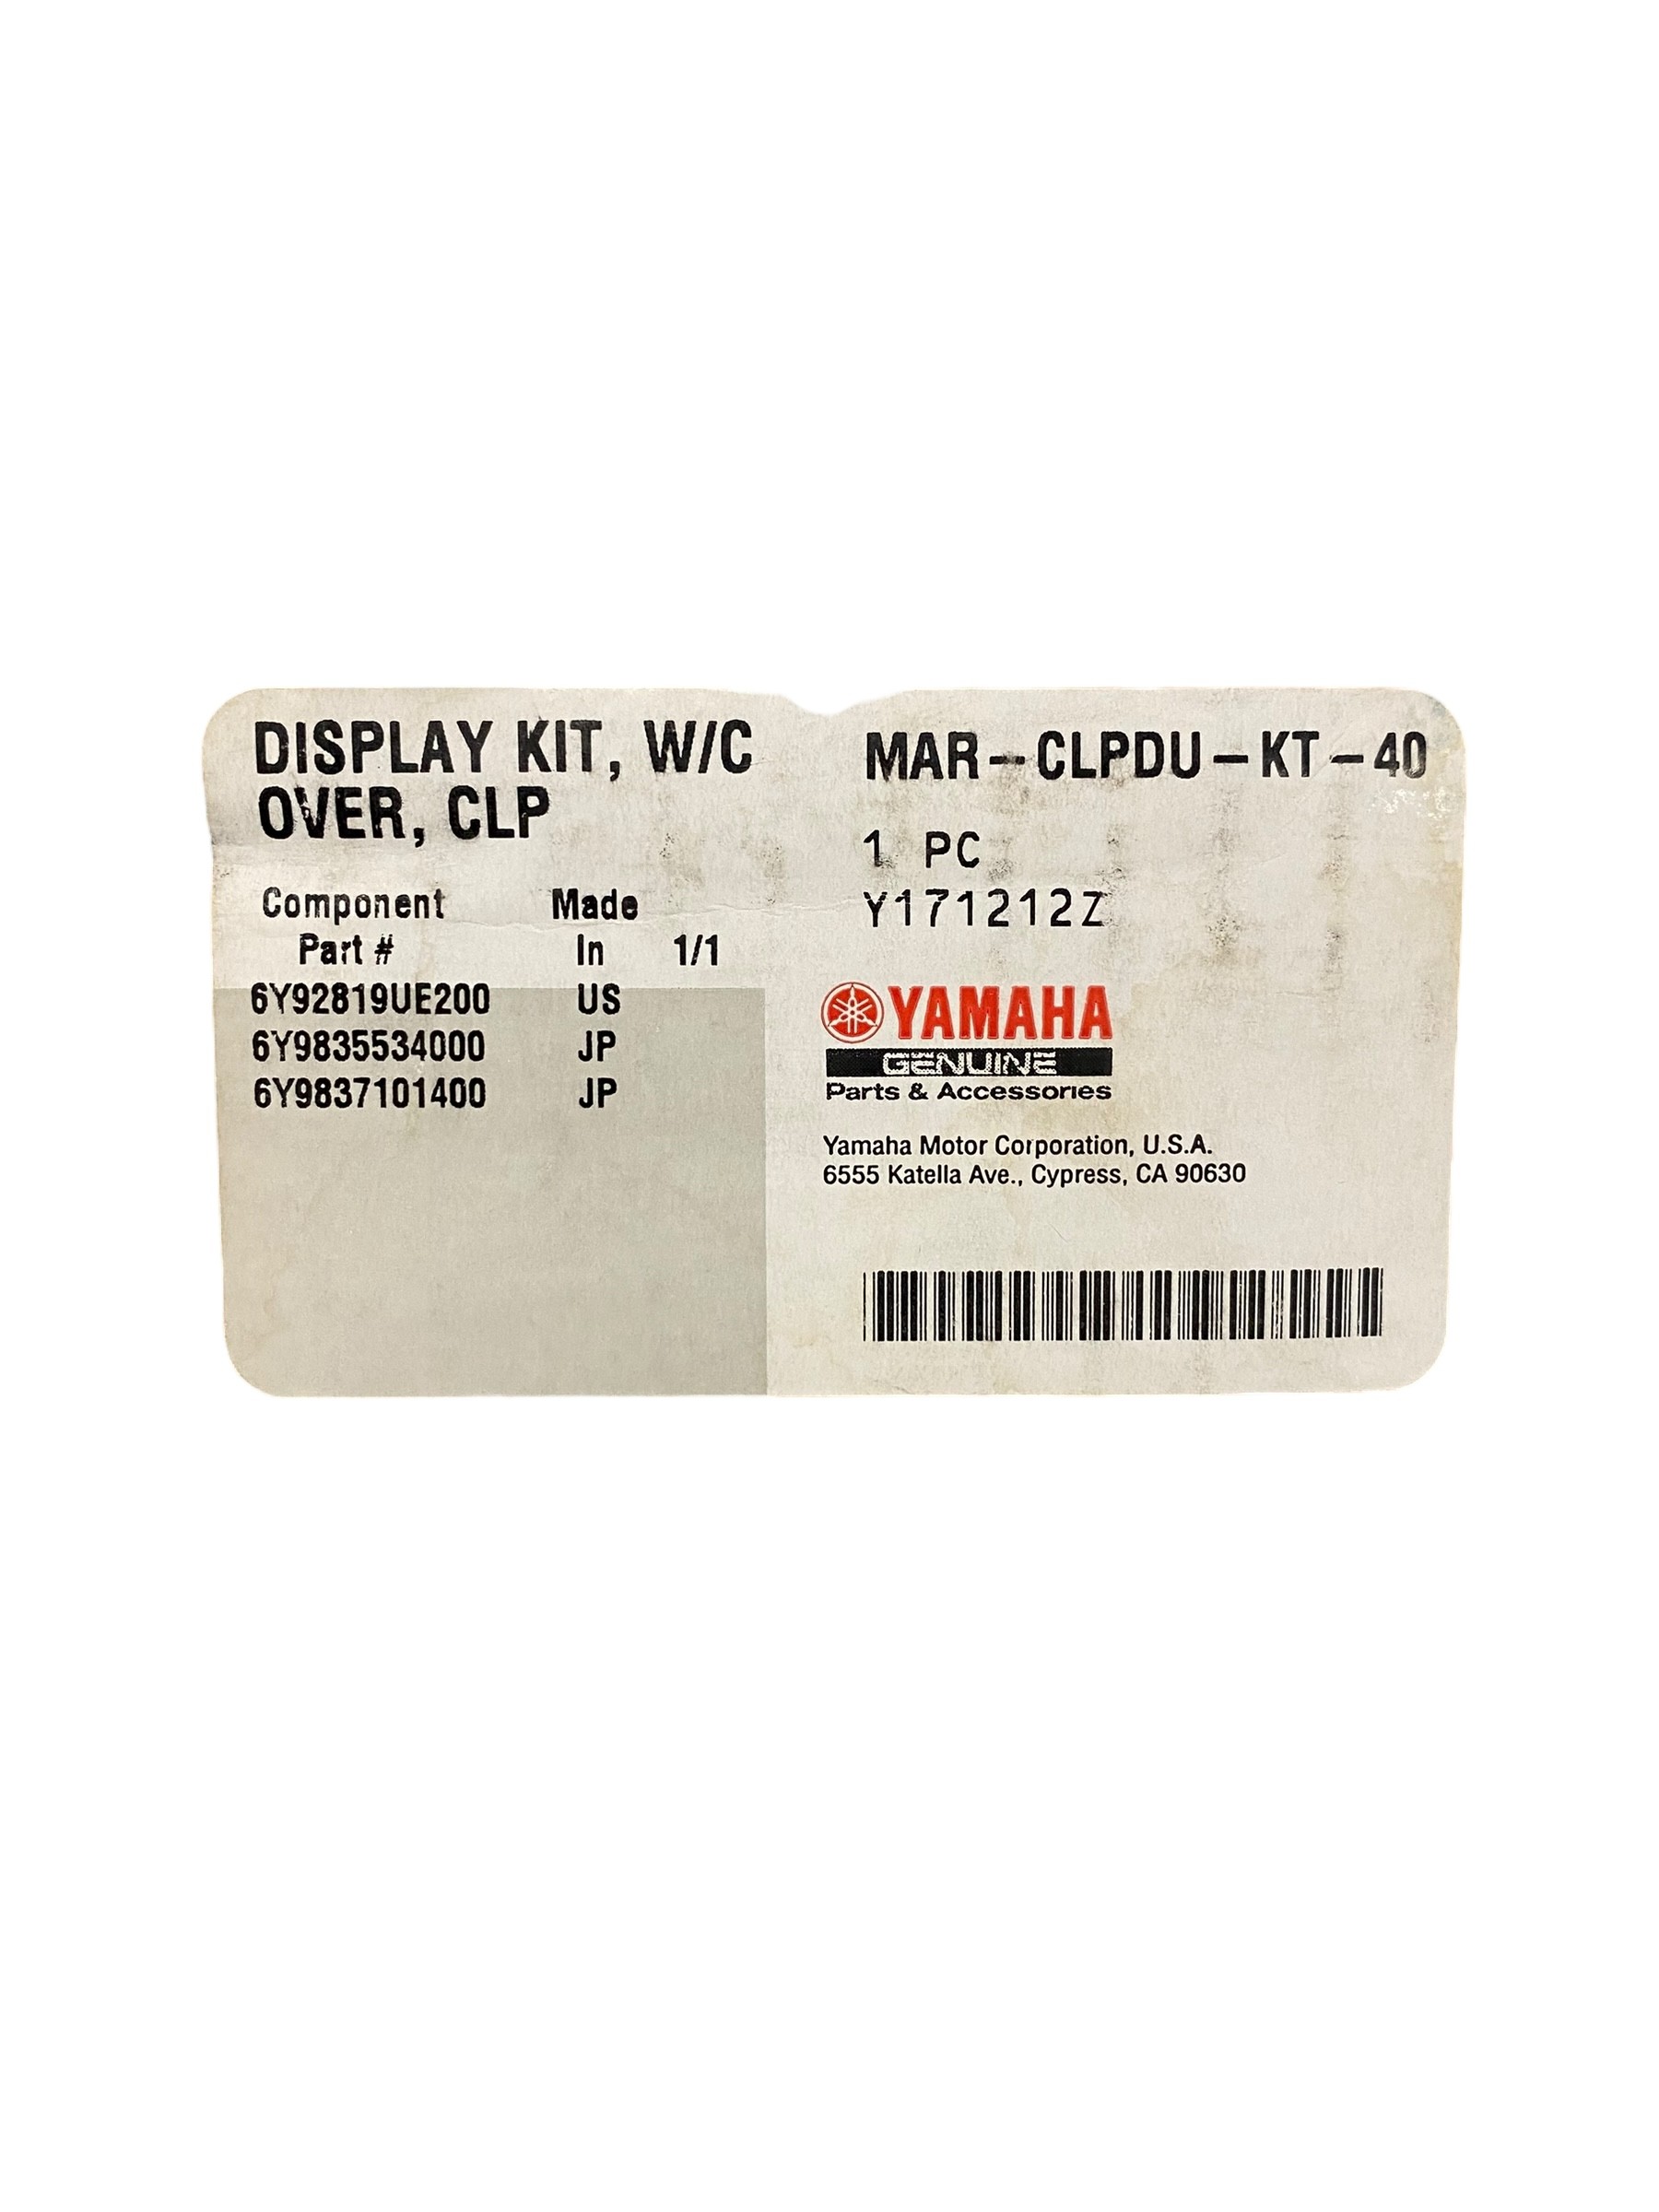 DISPLAY KIT, W/C
OVER, CLP
Component Made
Part # In 1/1
6Y92819UE200 US
6Y9835534000 JP
6Y9837101400 JP
MAR-CLPDU-KT-40
1 PC
Y171212Z
YAMAHA
GENUINE
Parts & Accessories
Yamaha Motor Corporation, U.S.A.
6555 Katella Ave., Cypress, CA 90630